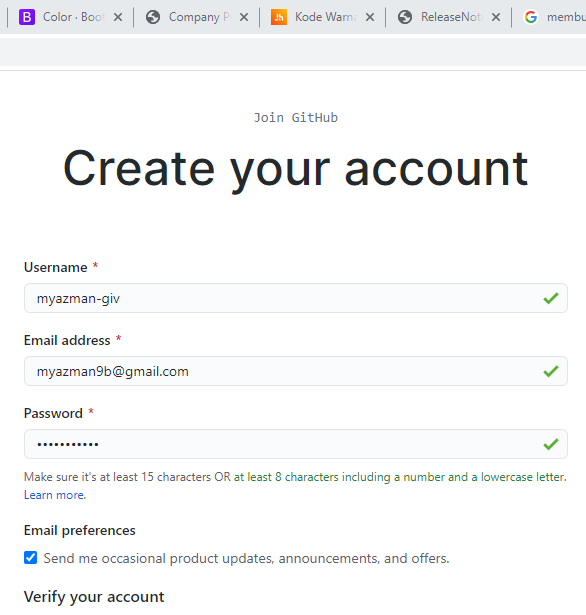 Color · Boo
Company P
Kode Warna
ReleaseNot
membu
Join GitHub
Create your account
Username *
myazman-giv
Email address *
myazman9b@gmail.com
Password *
•••••••••••
Make sure it's at least 15 characters OR at least 8 characters including a number and a lowercase letter.
Learn more.
Email preferences
Send me occasional product updates, announcements, and offers.
Verify your account